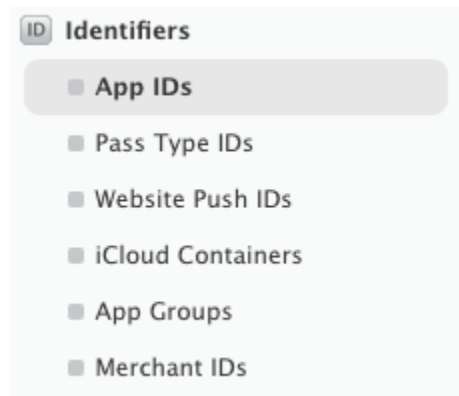 ID Identifiers
App IDs
Pass Type IDs
Website Push IDs
iCloud Containers
App Groups
Merchant IDs